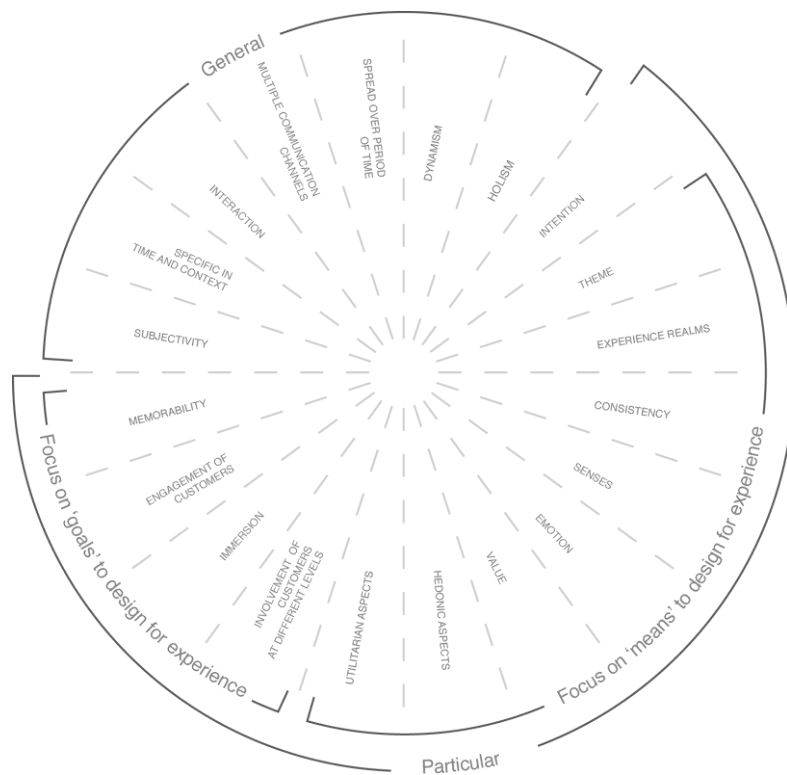 General
MULTIPLE COMMUNICATION
CHANNELS
SPREAD OVER PERIOD
OF TIME
DYNAMISM
HOLISM
INTENTION
THEME
EXPERIENCE REALMS
CONSISTENCY
SENSES
EMOTION
VALUE
HEDONIC ASPECTS
UTILITARIAN ASPECTS
INVOLVEMENT OF
CUSTOMERS
AT DIFFERENT LEVELS
IMMERSION
ENGAGEMENT OF
CUSTOMERS
MEMORABILITY
SUBJECTIVITY
SPECIFIC IN
TIME AND CONTEXT
INTERACTION
Focus on 'means' to design for experience
Focus on 'goals' to design for experience
Particular